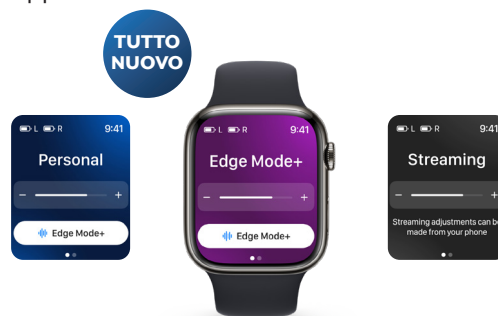 TUTTO
NUOVO
L R 9:41
Personal
- +
Edge Mode+
L R 9:41
Edge Mode+
- +
Edge Mode+
L R 9:41
Streaming
- +
Streaming adjustments can be
made from your phone